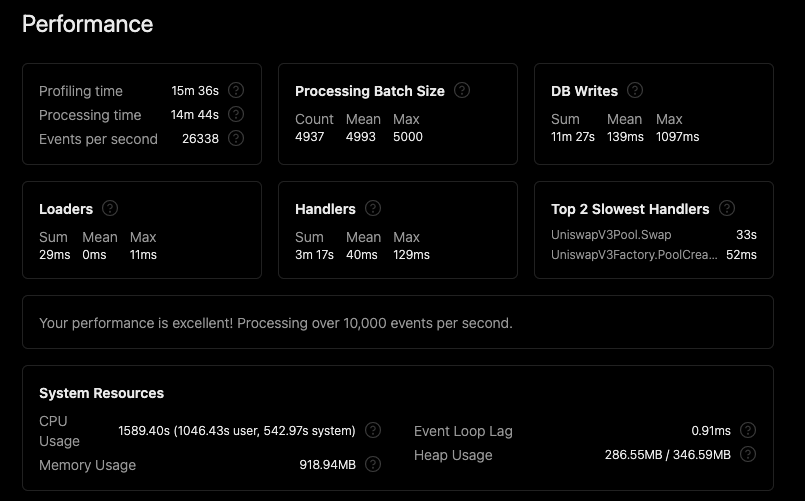 Performance
Profiling time 15m 36s ?
Processing time 14m 44s ?
Events per second 26338 ?
Processing Batch Size ?
Count Mean Max
4937 4993 5000
DB Writes ?
Sum Mean Max
11m 27s 139ms 1097ms
Loaders ?
Sum Mean Max
29ms 0ms 11ms
Handlers ?
Sum Mean Max
3m 17s 40ms 129ms
Top 2 Slowest Handlers ?
UniswapV3Pool.Swap 33s
UniswapV3Factory.PoolCrea... 52ms
Your performance is excellent! Processing over 10,000 events per second.
System Resources
CPU
Usage 1589.40s (1046.43s user, 542.97s system) ?
Memory Usage 918.94MB ?
Event Loop Lag 0.91ms ?
Heap Usage 286.55MB / 346.59MB ?